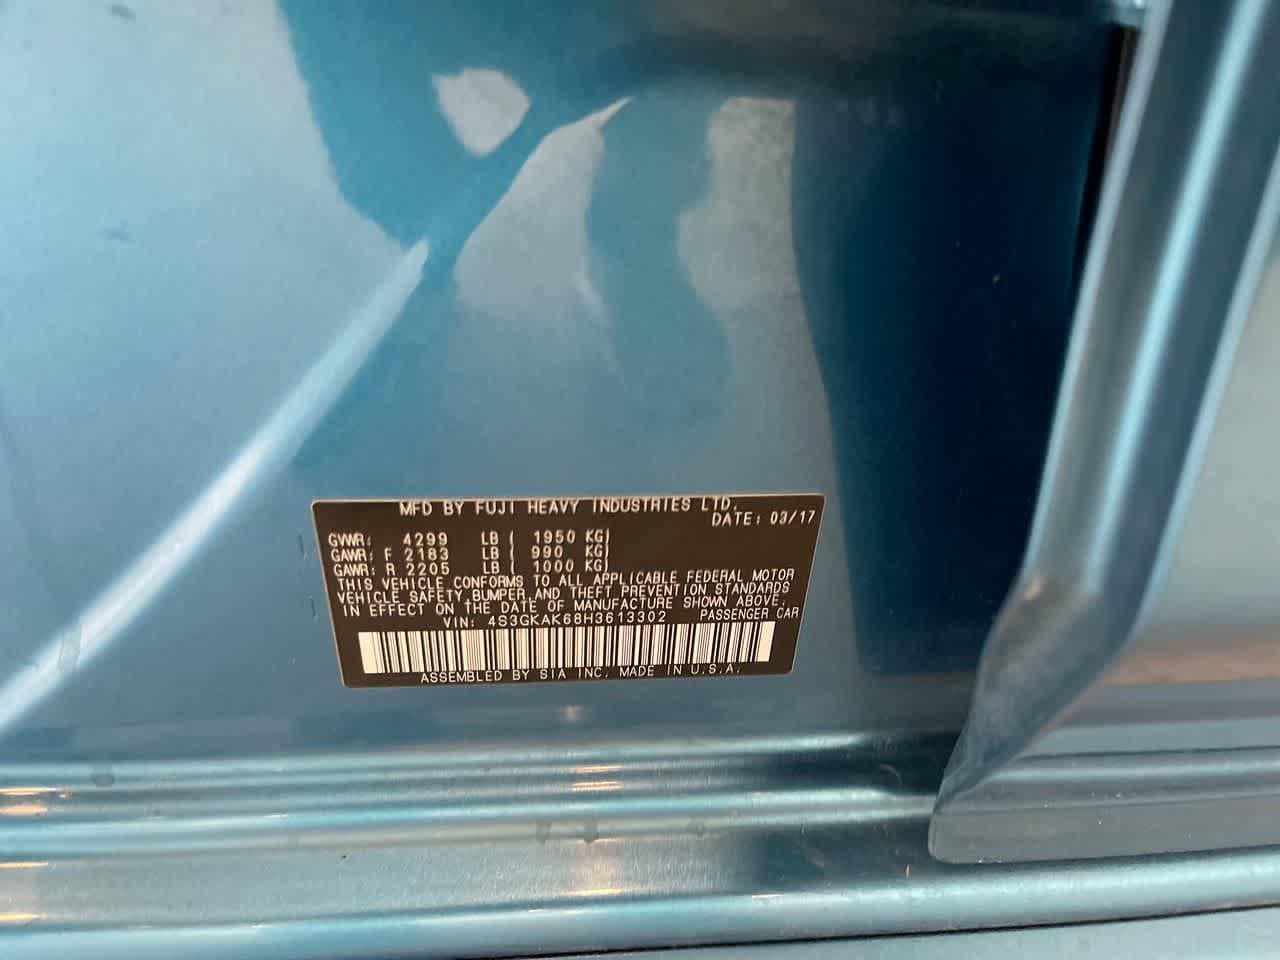 MFD BY FUJI HEAVY INDUSTRIES LTD.
DATE: 03/17
GVWR: 4299 LB ( 1950 KG)
GAWR: F 2183 LB ( 990 KG)
GAWR: R 2205 LB ( 1000 KG)
THIS VEHICLE CONFORMS TO ALL APPLICABLE FEDERAL MOTOR
VEHICLE SAFETY,BUMPER,AND THEFT PREVENTION STANDARDS
IN EFFECT ON THE DATE OF MANUFACTURE SHOWN ABOVE.
VIN: 4S3GKAK68H3613302 PASSENGER CAR
ASSEMBLED BY SIA INC. MADE IN U.S.A.